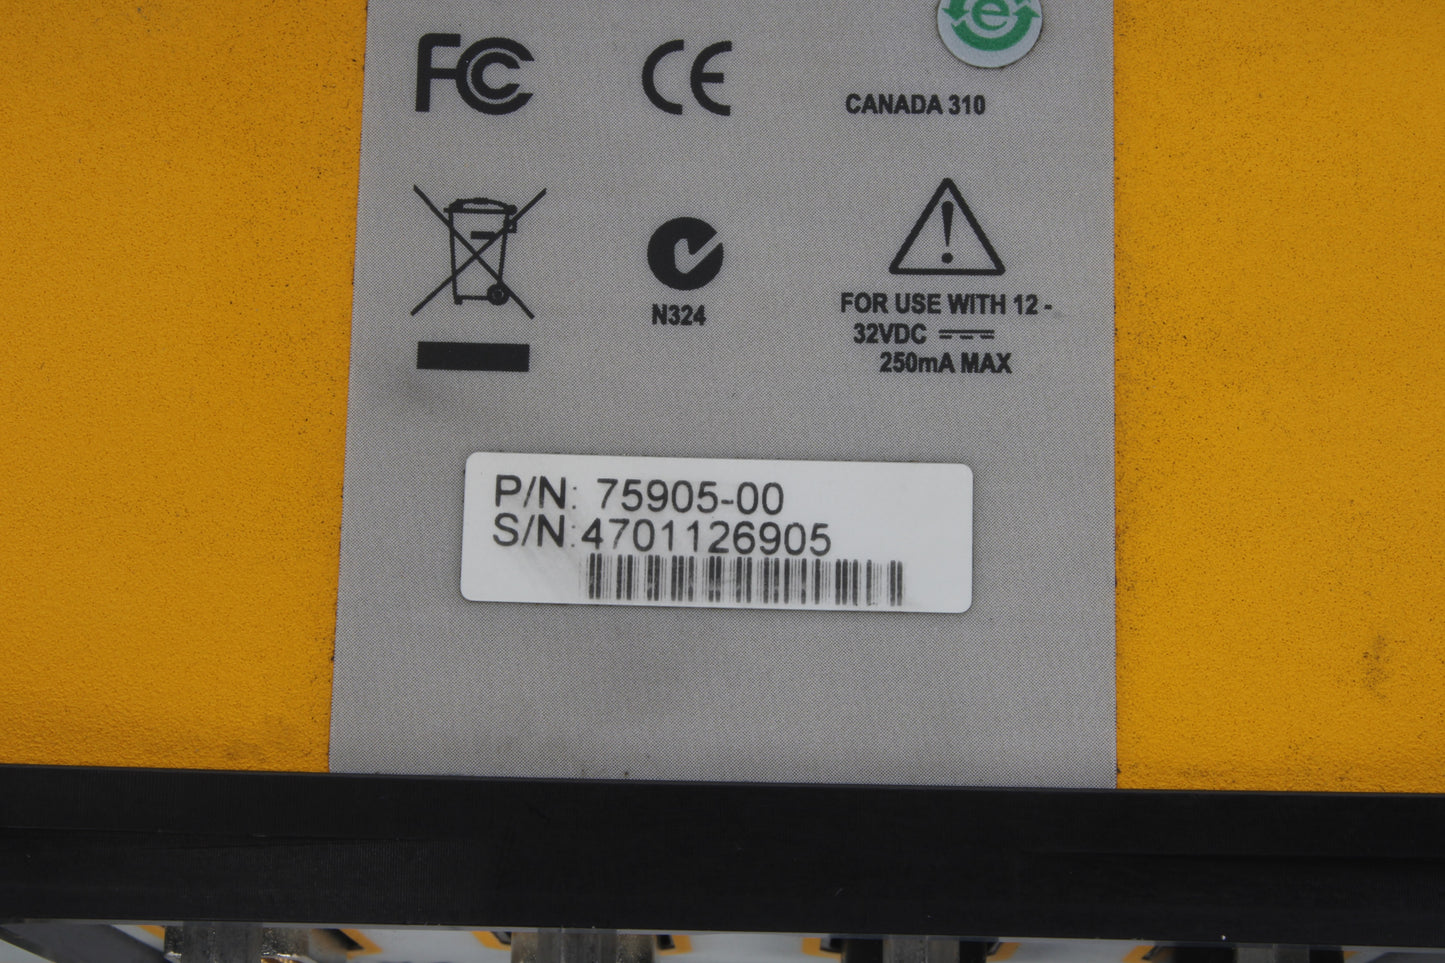 FC
CE
e
CANADA 310
N324
FOR USE WITH 12 -
32VDC
250mA MAX
P/N: 75905-00
S/N:4701126905